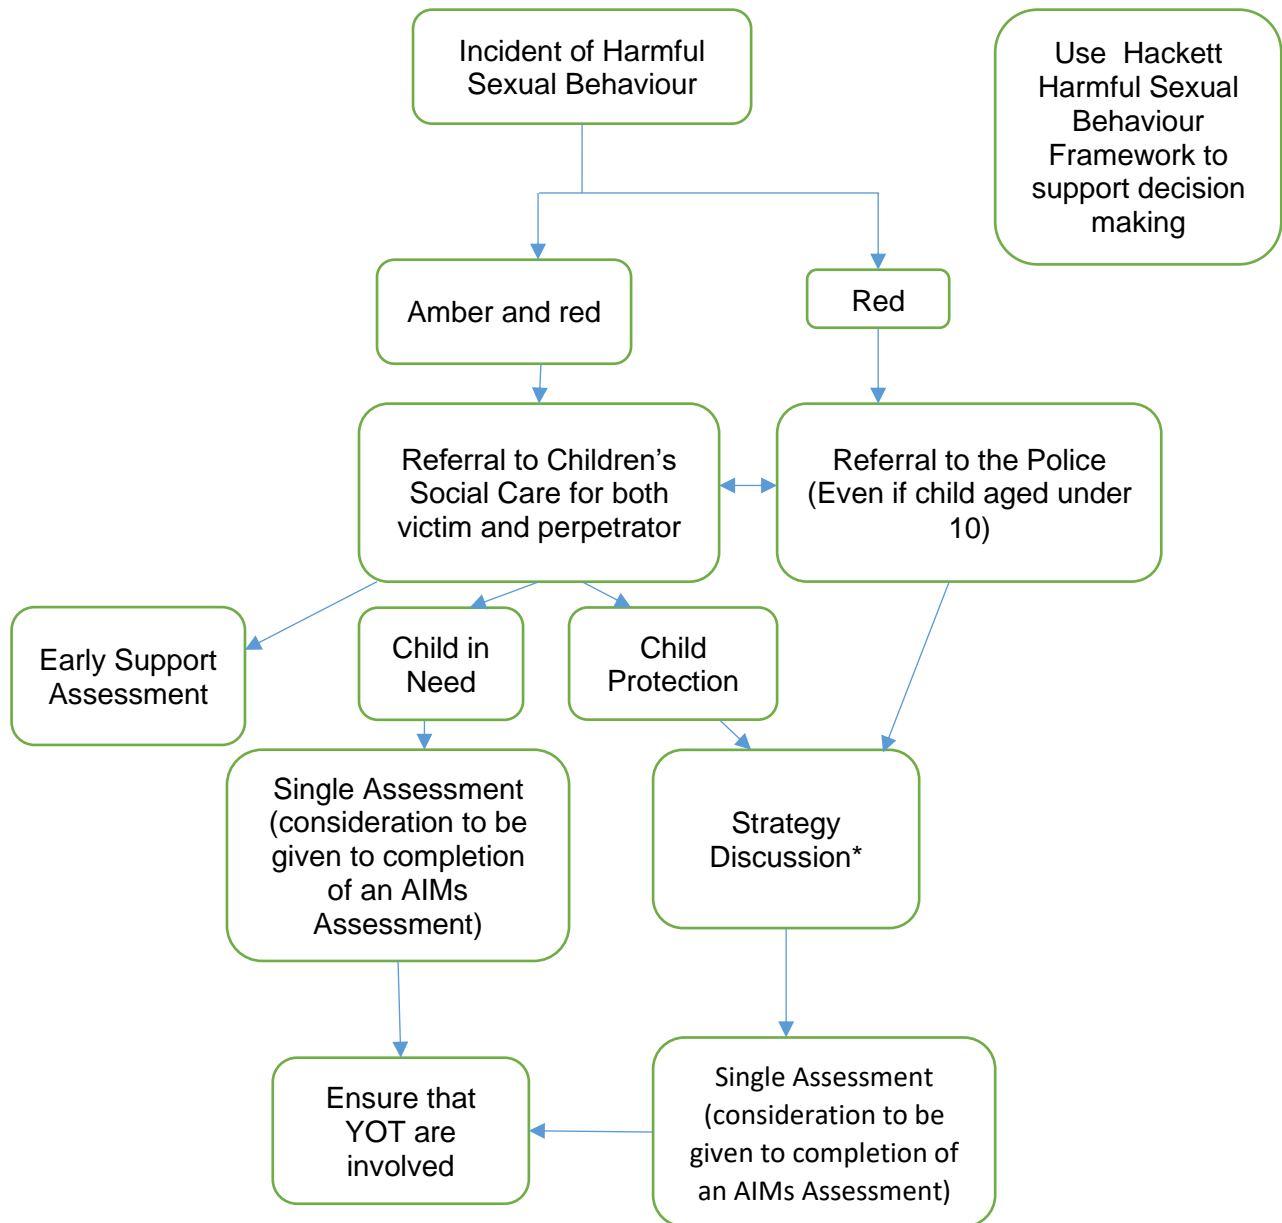 Incident of Harmful
Sexual Behaviour
Use Hackett
Harmful Sexual
Behaviour
Framework to
support decision
making
Amber and red
Red
Referral to Children’s
Social Care for both
victim and perpetrator
Referral to the Police
(Even if child aged under
10)
Early Support
Assessment
Child in
Need
Child
Protection
Single Assessment
(consideration to be
given to completion
of an AIMs
Assessment)
Strategy
Discussion*
Ensure that
YOT are
involved
Single Assessment
(consideration to be
given to completion of
an AIMs Assessment)